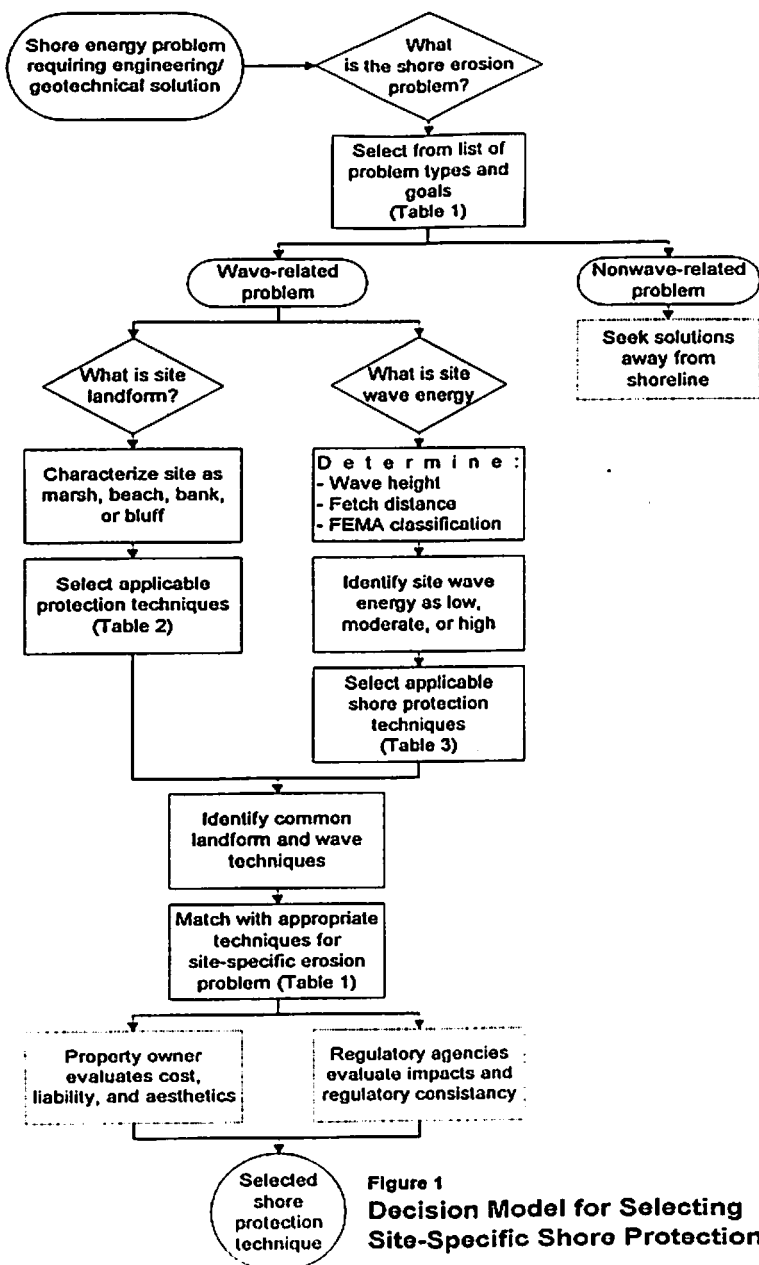 Shore energy problem
requiring engineering/
geotechnical solution
What
is the shore erosion
problem?
Select from list of
problem types and
goals
(Table 1)
Wave-related
problem
Nonwave-related
problem
Seek solutions
away from
shoreline
What is site
landform?
What is site
wave energy
Characterize site as
marsh, beach, bank,
or bluff
Determine:
- Wave height
- Fetch distance
- FEMA classification
Select applicable
protection techniques
(Table 2)
Identify site wave
energy as low,
moderate, or high
Select applicable
shore protection
techniques
(Table 3)
Identify common
landform and wave
techniques
Match with appropriate
techniques for
site-specific erosion
problem (Table 1)
Property owner
evaluates cost,
liability, and aesthetics
Regulatory agencies
evaluate impacts and
regulatory consistancy
Selected
shore
protection
technique
Figure 1
Decision Model for Selecting
Site-Specific Shore Protection